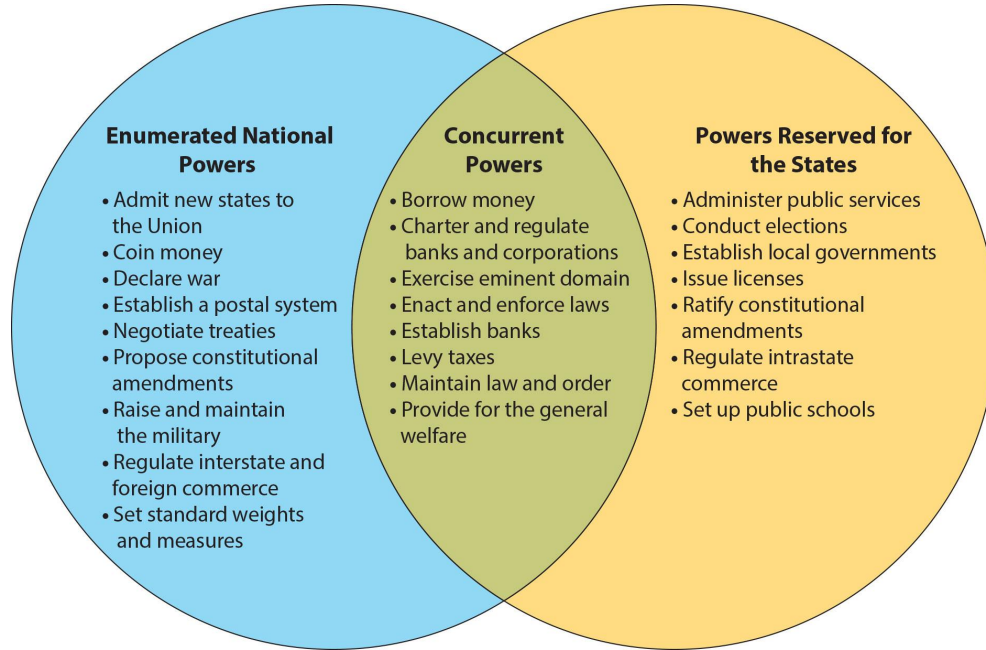 Enumerated National
Powers
• Admit new states to
the Union
• Coin money
• Declare war
• Establish a postal system
• Negotiate treaties
• Propose constitutional
amendments
• Raise and maintain
the military
• Regulate interstate and
foreign commerce
• Set standard weights
and measures
Concurrent
Powers
• Borrow money
• Charter and regulate
banks and corporations
• Exercise eminent domain
• Enact and enforce laws
• Establish banks
• Levy taxes
• Maintain law and order
• Provide for the general
welfare
Powers Reserved for
the States
• Administer public services
• Conduct elections
• Establish local governments
• Issue licenses
• Ratify constitutional
amendments
• Regulate intrastate
commerce
• Set up public schools